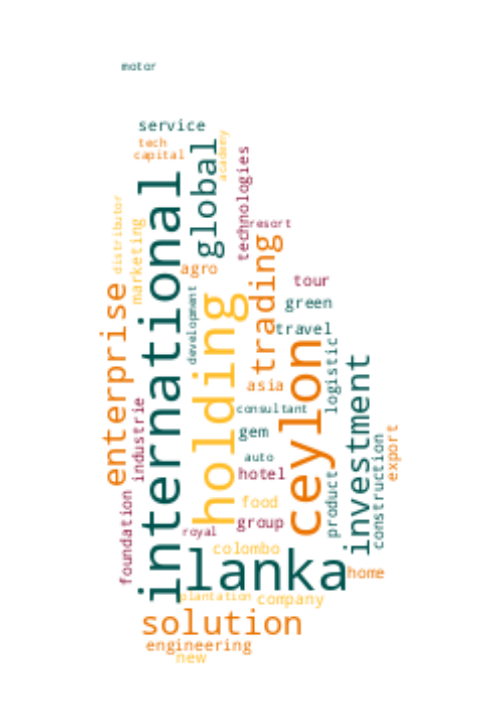 motor
service
tech
capital
academy
global
technologies
international
distributor
marketing
resort
trading
agro
tour
green
development
enterprise
holding
travel
ceylon
logistic
investment
asia
industrie
consultant
gem
export
construction
auto
hotel
product
foundation
food
group
royal
colombo
lanka
home
plantation
company
solution
engineering
new